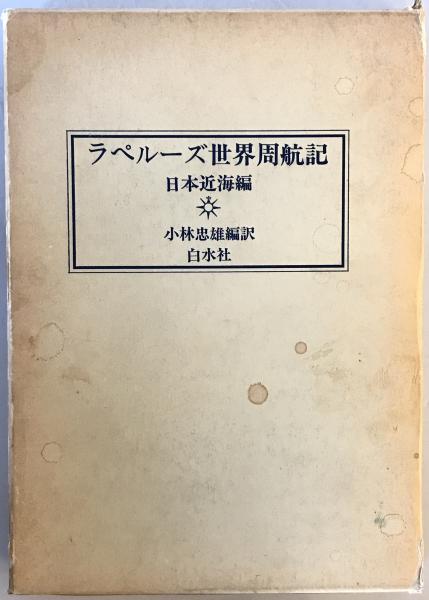 ラペルーズ世界周航記
日本近海編
小林忠雄編訳
白水社